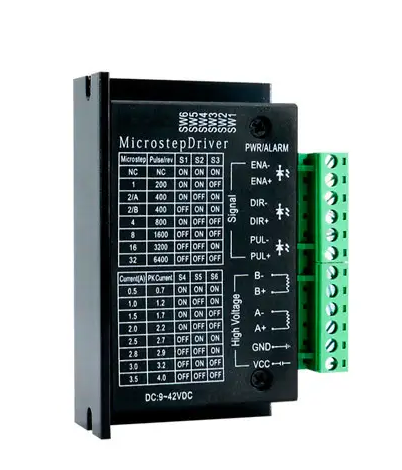 SW6
SW5
SW4
SW3
SW2
SW1
MicrostepDriver
PWR/ALARM
Microstep Pulse/rev S1 S2 S3
NC NC ON ON ON
1 200 ON ON OFF
2/A 400 ON OFF ON
2/B 400 OFF ON ON
4 800 ON OFF OFF
8 1600 OFF ON OFF
16 3200 OFF OFF ON
32 6400 OFF OFF OFF
Current(A) PK Current S4 S5 S6
0.5 0.7 ON ON ON
1.0 1.2 ON OFF ON
1.5 1.7 ON ON OFF
2.0 2.2 ON OFF OFF
2.5 2.7 OFF ON ON
2.8 2.9 OFF OFF ON
3.0 3.2 OFF ON OFF
3.5 4.0 OFF OFF OFF
DC:9~42VDC
Signal
ENA-
ENA+
DIR-
DIR+
PUL-
PUL+
High Voltage
B-
B+
A-
A+
GND
VCC